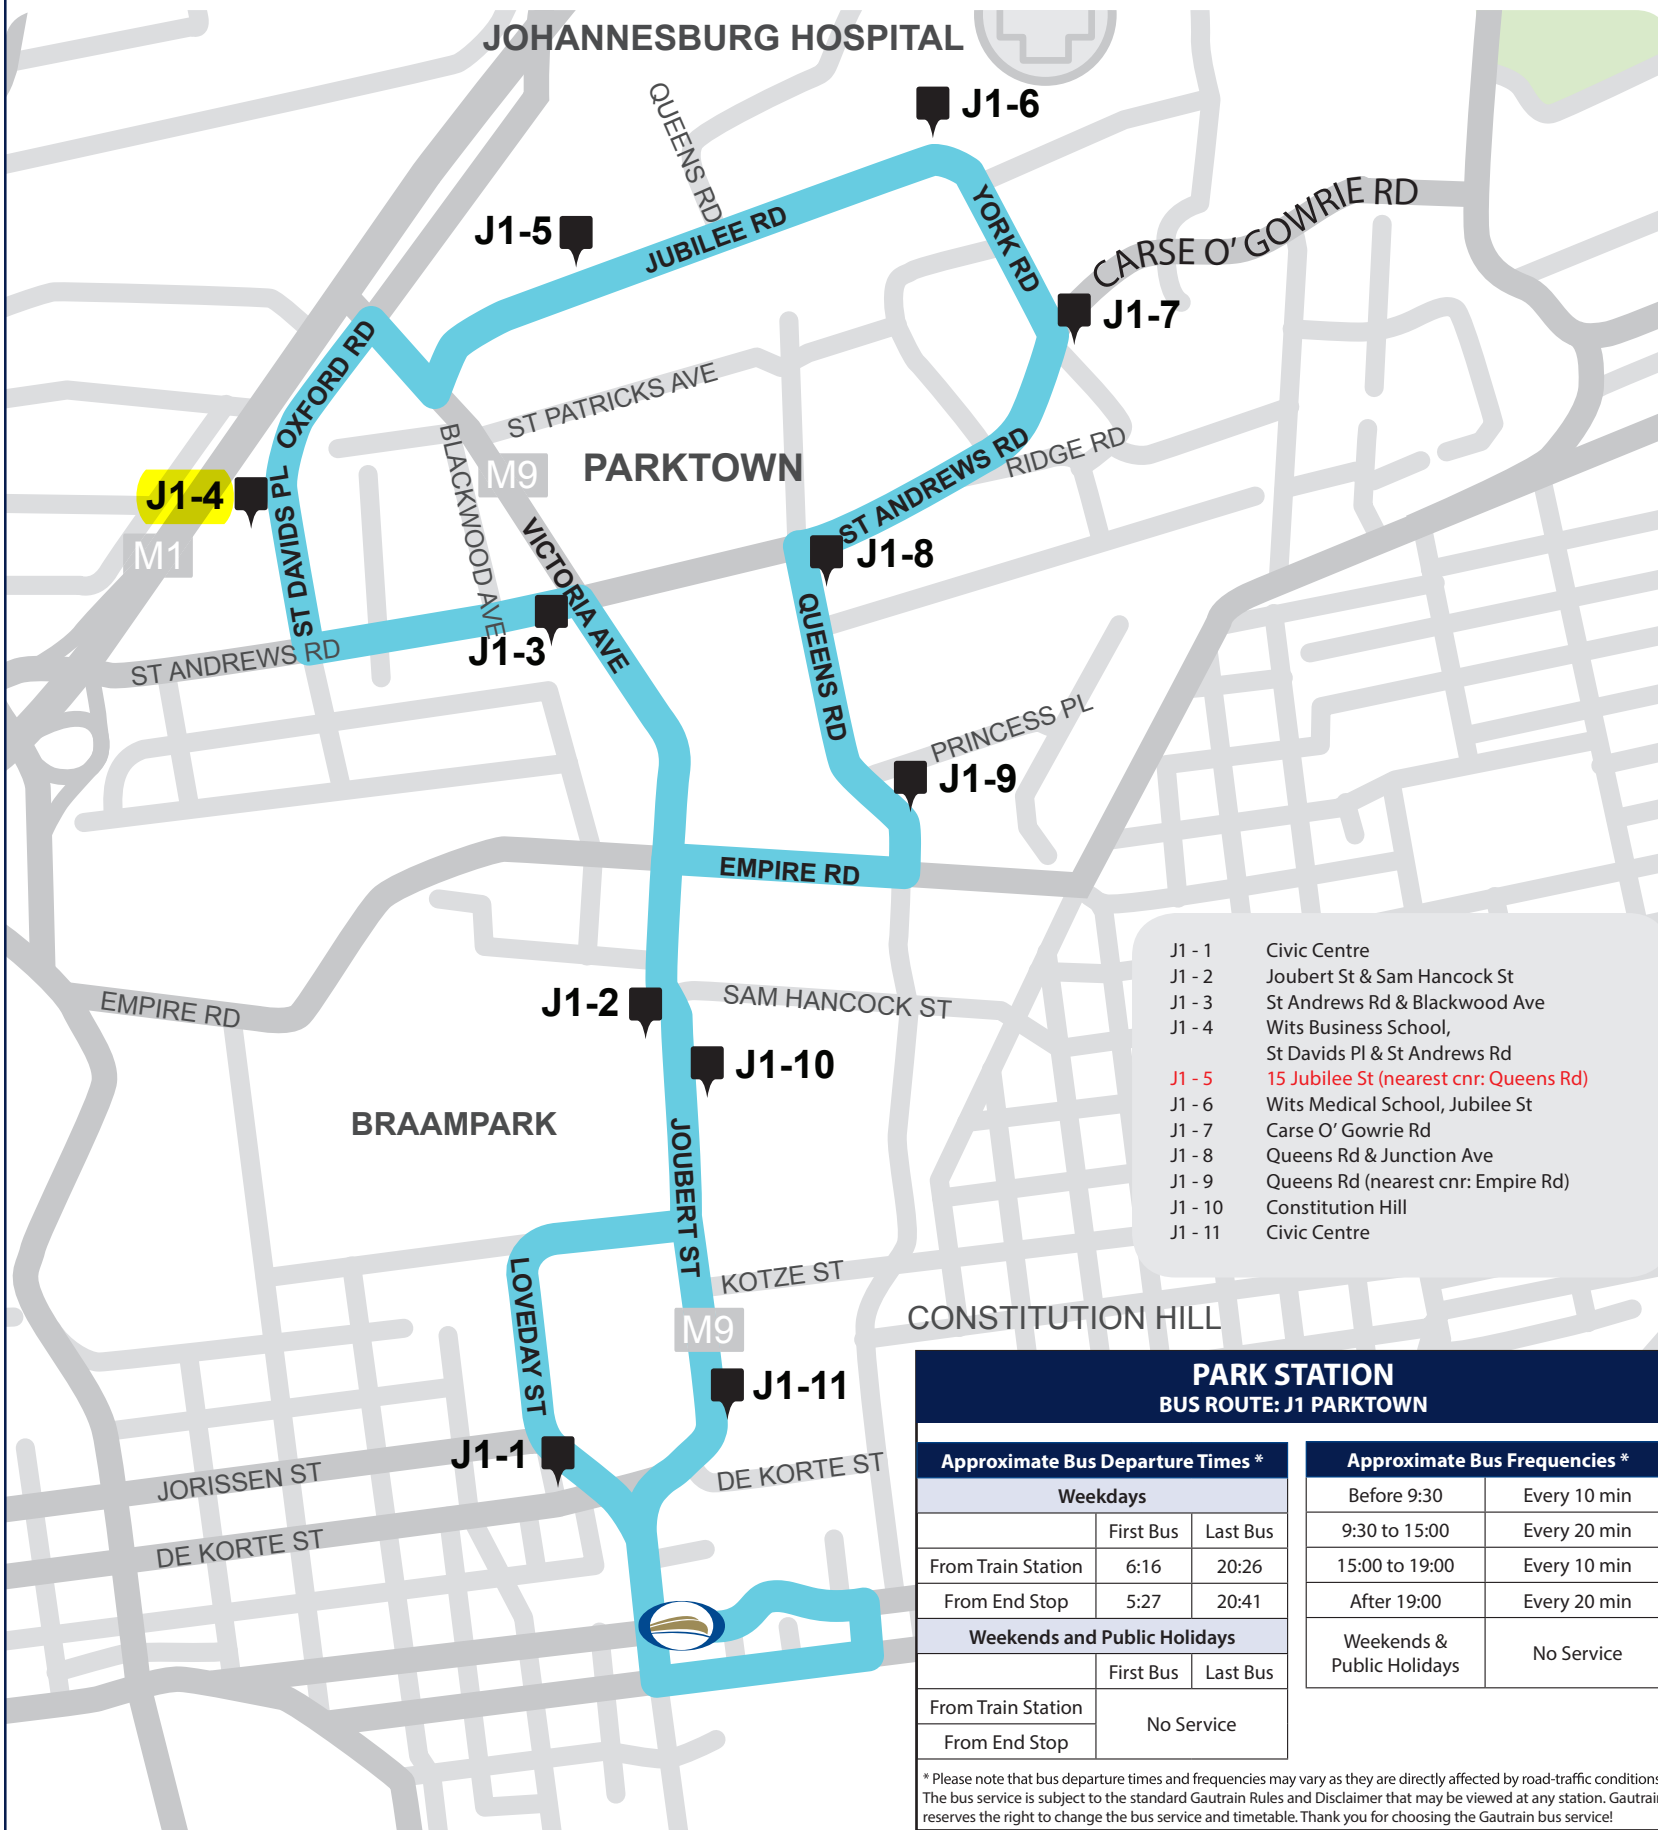 JOHANNESBURG HOSPITAL
QUEENS RD
J1-6
J1-5
JUBILEE RD
YORK RD
CARSE O' GOWRIE RD
J1-7
OXFORD RD
ST PATRICKS AVE
BLACKWOOD AVE
M9
PARKTOWN
ST ANDREWS RD
RIDGE RD
J1-4
M1
ST DAVIDS PL
VICTORIA AVE
J1-8
J1-3
ST ANDREWS RD
QUEENS RD
PRINCESS PL
J1-9
EMPIRE RD
EMPIRE RD
J1-2
SAM HANCOCK ST
J1-10
BRAAMPARK
JOUBERT ST
LOVEDAY ST
KOTZE ST
M9
CONSTITUTION HILL
J1-11
J1-1
DE KORTE ST
JORISSEN ST
DE KORTE ST
J1 - 1 Civic Centre
J1 - 2 Joubert St & Sam Hancock St
J1 - 3 St Andrews Rd & Blackwood Ave
J1 - 4 Wits Business School,
St Davids Pl & St Andrews Rd
J1 - 5 15 Jubilee St (nearest cnr: Queens Rd)
J1 - 6 Wits Medical School, Jubilee St
J1 - 7 Carse O' Gowrie Rd
J1 - 8 Queens Rd & Junction Ave
J1 - 9 Queens Rd (nearest cnr: Empire Rd)
J1 - 10 Constitution Hill
J1 - 11 Civic Centre
PARK STATION
BUS ROUTE: J1 PARKTOWN
Approximate Bus Departure Times *
Weekdays
First Bus Last Bus
From Train Station 6:16 20:26
From End Stop 5:27 20:41
Weekends and Public Holidays
First Bus Last Bus
From Train Station
No Service
From End Stop
Approximate Bus Frequencies *
Before 9:30 Every 10 min
9:30 to 15:00 Every 20 min
15:00 to 19:00 Every 10 min
After 19:00 Every 20 min
Weekends &
Public Holidays
No Service
* Please note that bus departure times and frequencies may vary as they are directly affected by road-traffic conditions
The bus service is subject to the standard Gautrain Rules and Disclaimer that may be viewed at any station. Gautrain
reserves the right to change the bus service and timetable. Thank you for choosing the Gautrain bus service!